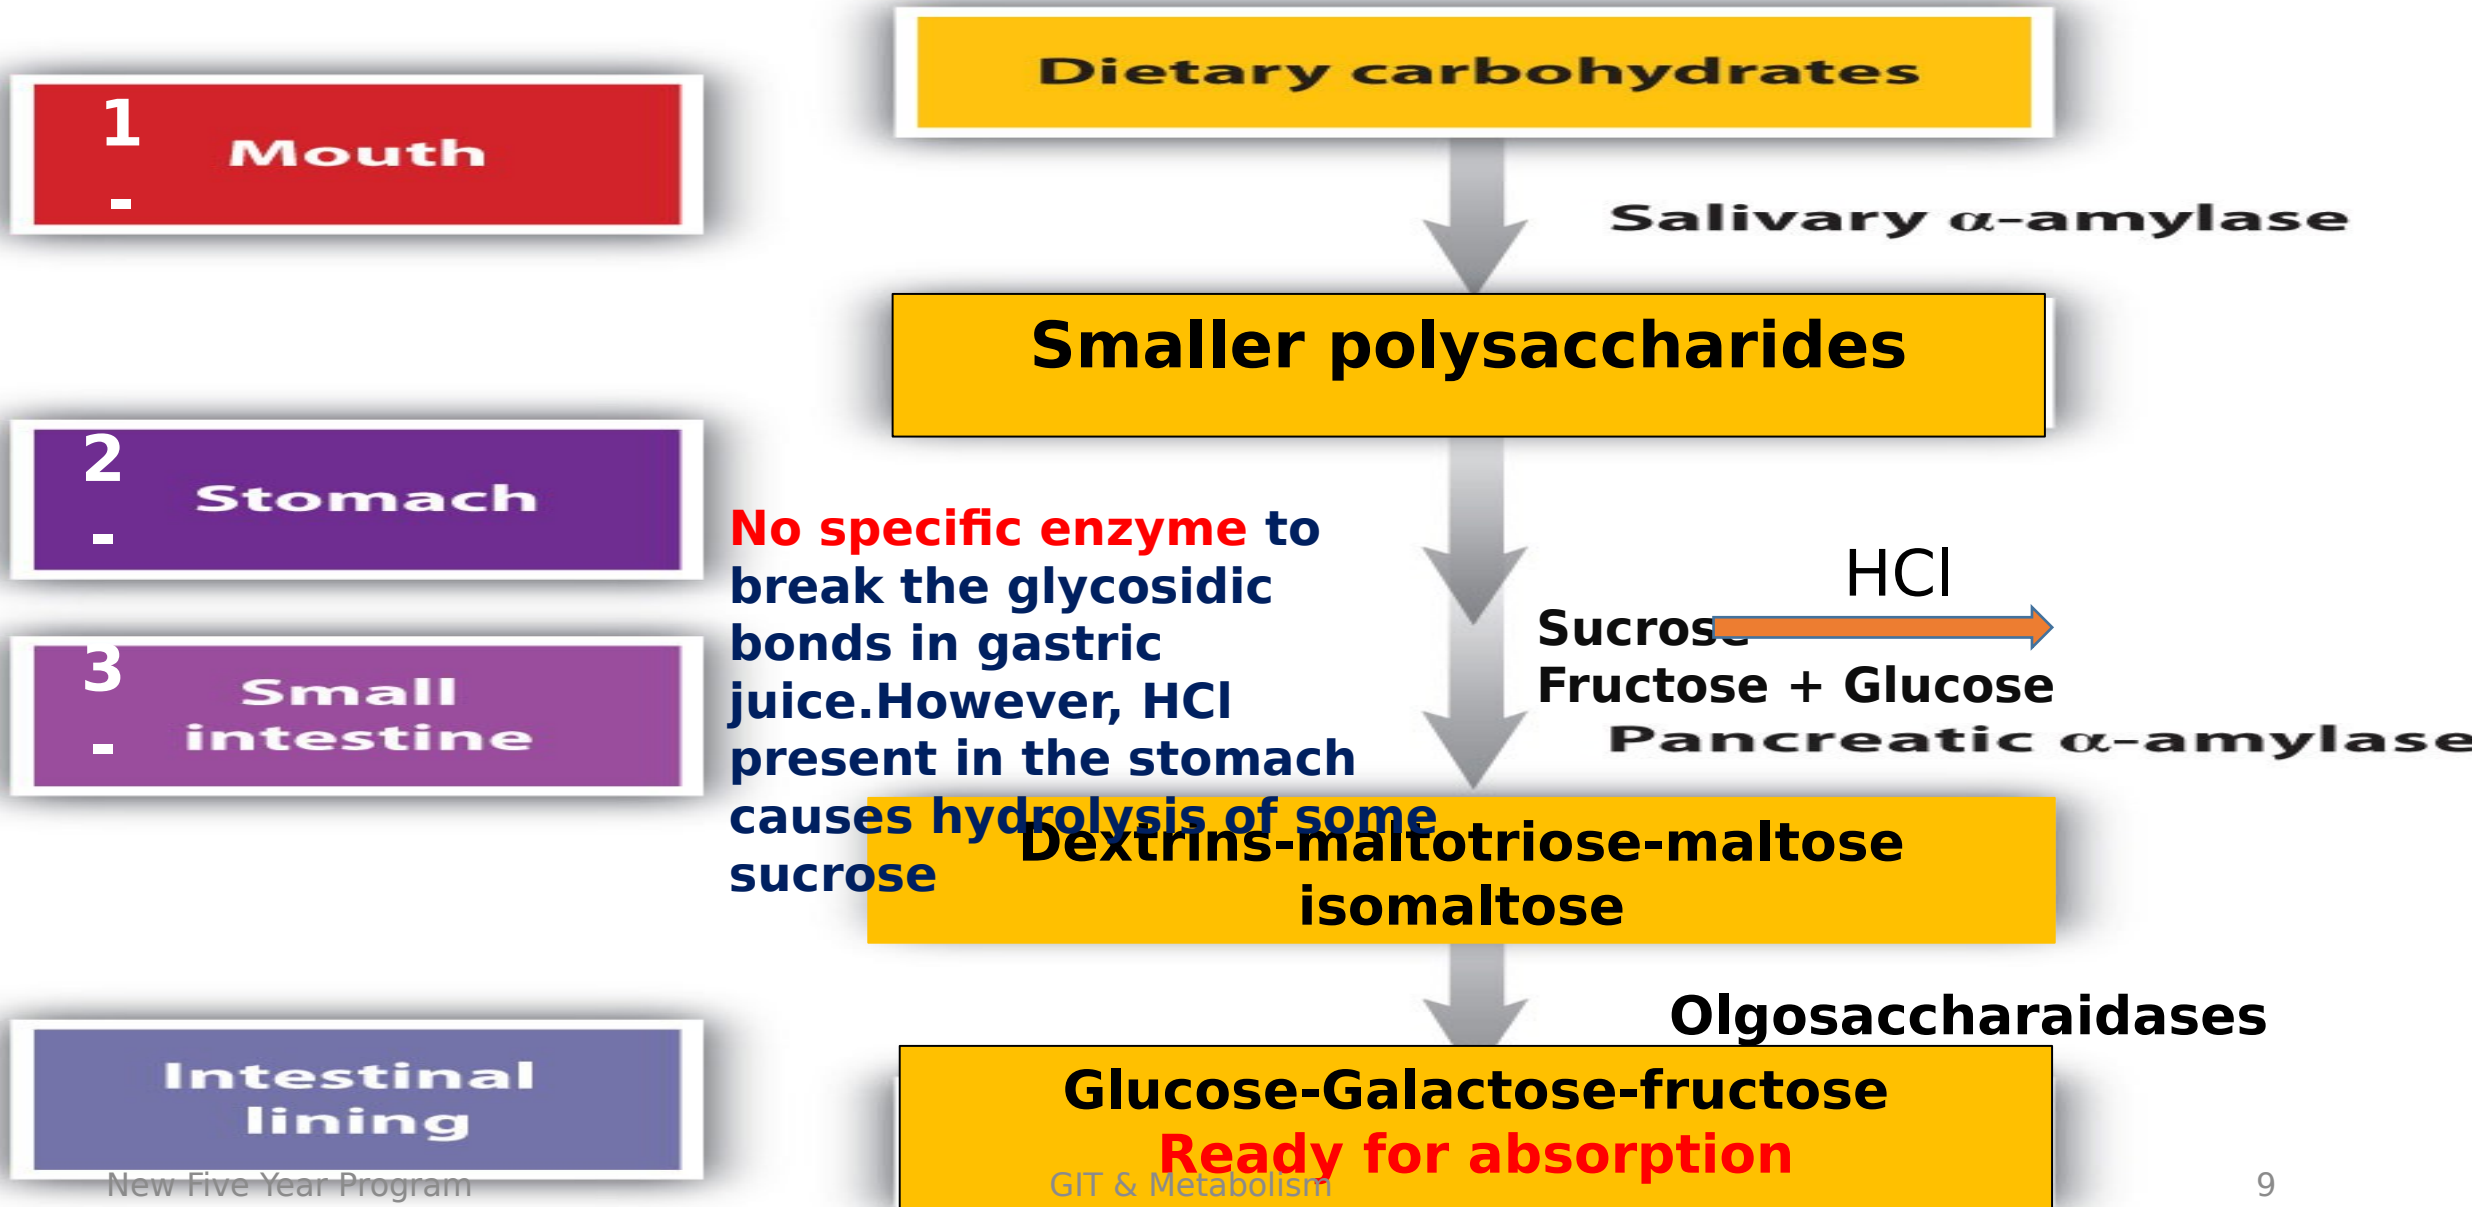 Dietary carbohydrates
1
-
Mouth
Salivary α-amylase
Smaller polysaccharides
2
-
Stomach
No specific enzyme to
break the glycosidic
bonds in gastric
juice.However, HCl
present in the stomach
causes hydrolysis of some
sucrose
HCl
Sucrose
Fructose + Glucose
3
-
Small
intestine
Pancreatic α-amylase
Dextrins-maltotriose-maltose
isomaltose
Olgosaccharaidases
Intestinal
lining
Glucose-Galactose-fructose
Ready for absorption
New Five Year Program
GIT & Metabolism
9